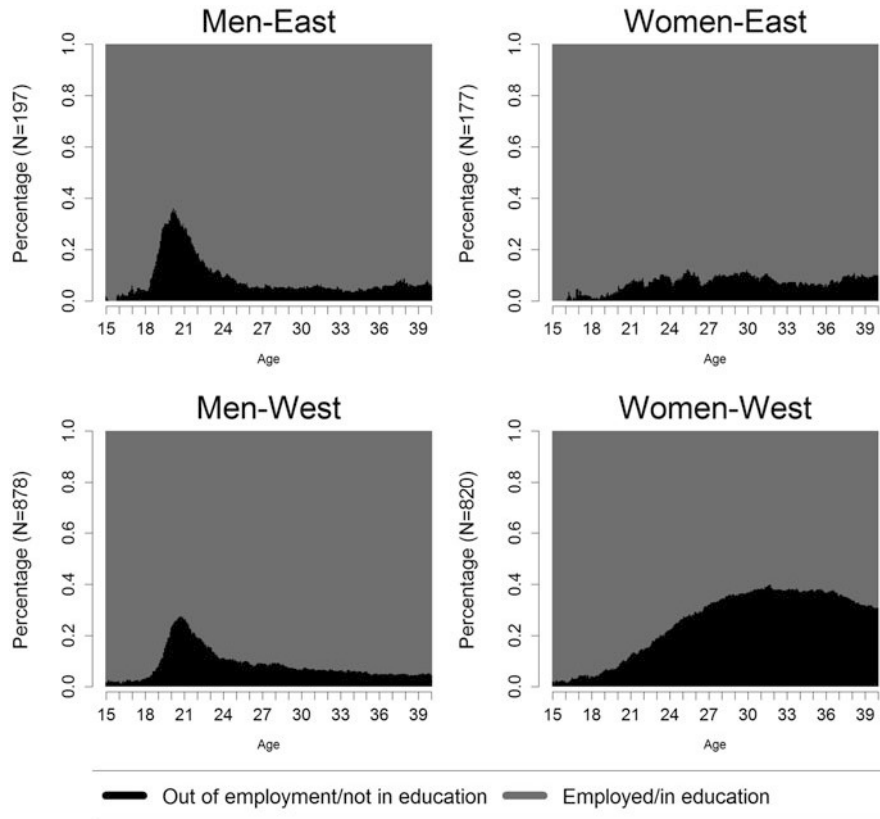 Men-East
Women-East
Percentage (N=197)
0.0 0.2 0.4 0.6 0.8 1.0
15 18 21 24 27 30 33 36 39
Age
Percentage (N=177)
0.0 0.2 0.4 0.6 0.8 1.0
15 18 21 24 27 30 33 36 39
Age
Men-West
Women-West
Percentage (N=878)
0.0 0.2 0.4 0.6 0.8 1.0
15 18 21 24 27 30 33 36 39
Age
Percentage (N=820)
0.0 0.2 0.4 0.6 0.8 1.0
15 18 21 24 27 30 33 36 39
Age
Out of employment/not in education Employed/in education